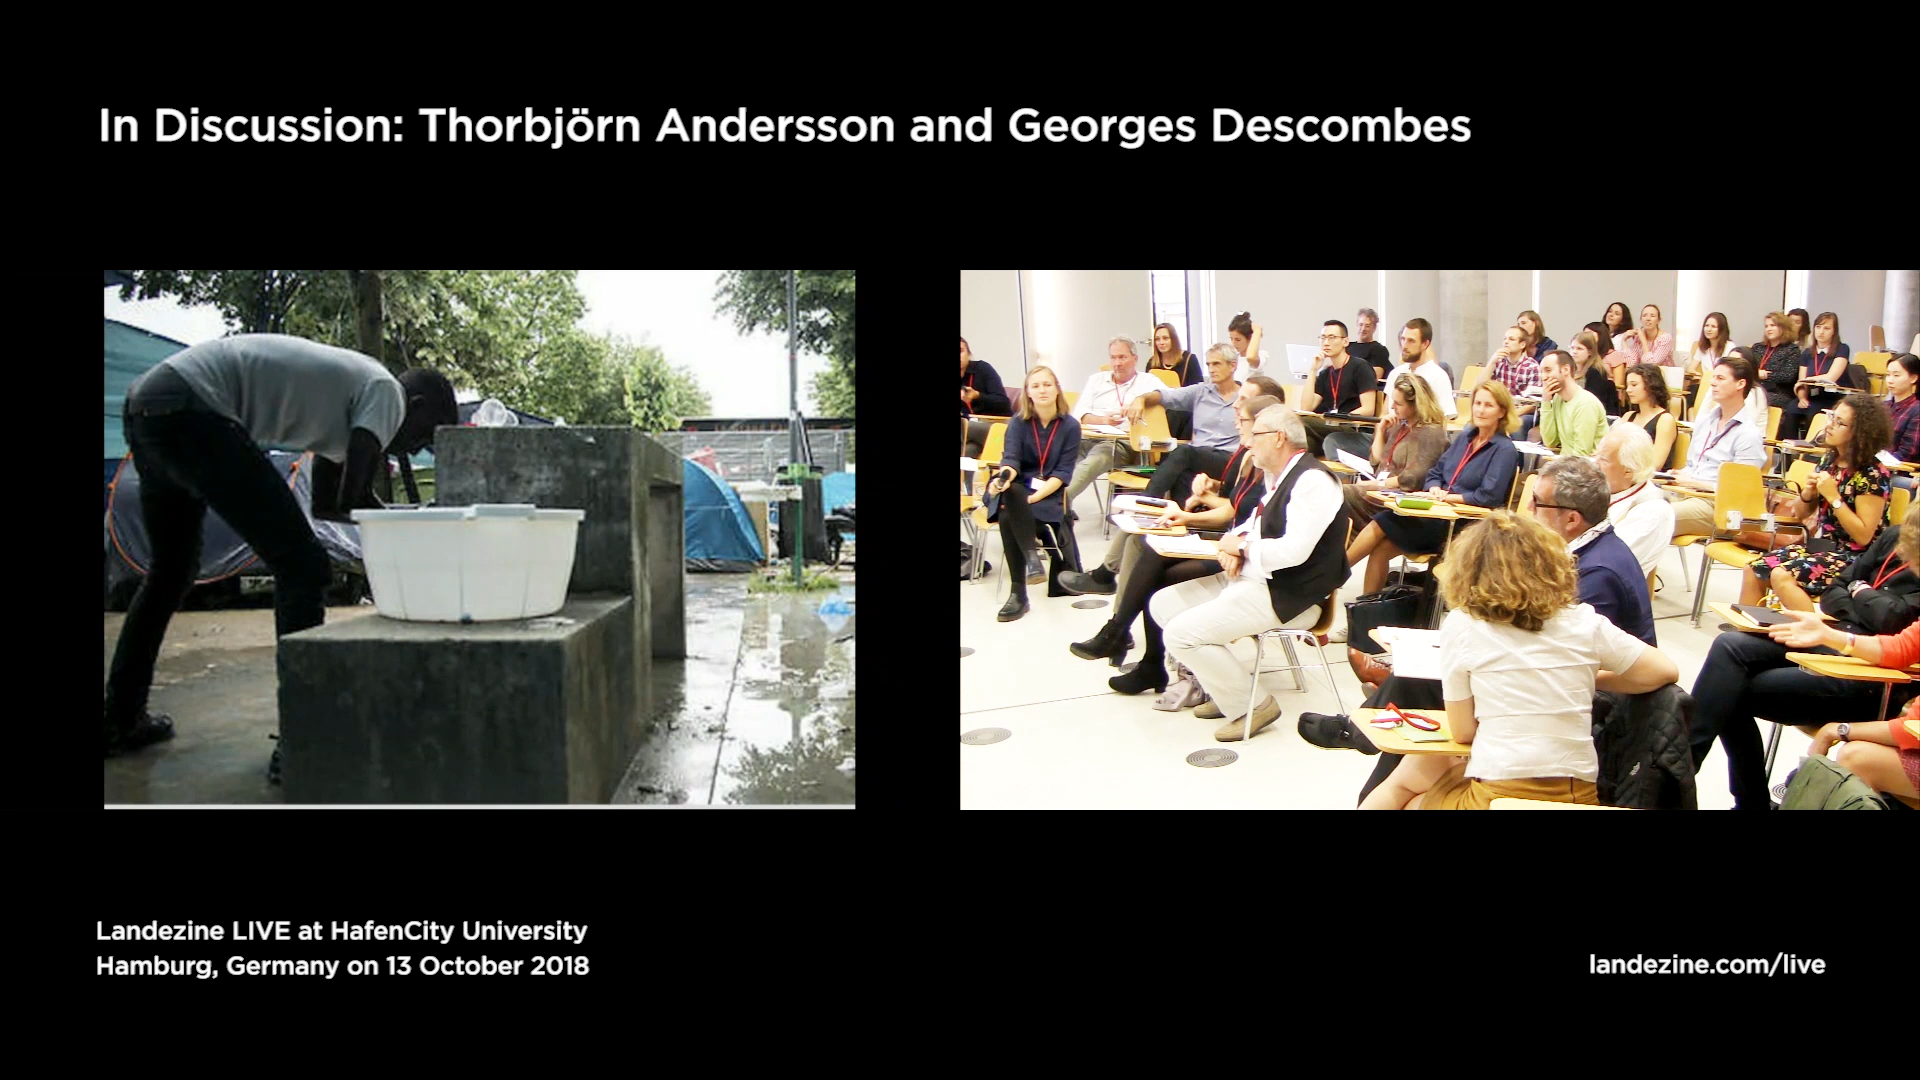 In Discussion: Thorbjörn Andersson and Georges Descombes
Landezine LIVE at HafenCity University
Hamburg, Germany on 13 October 2018
landezine.com/live